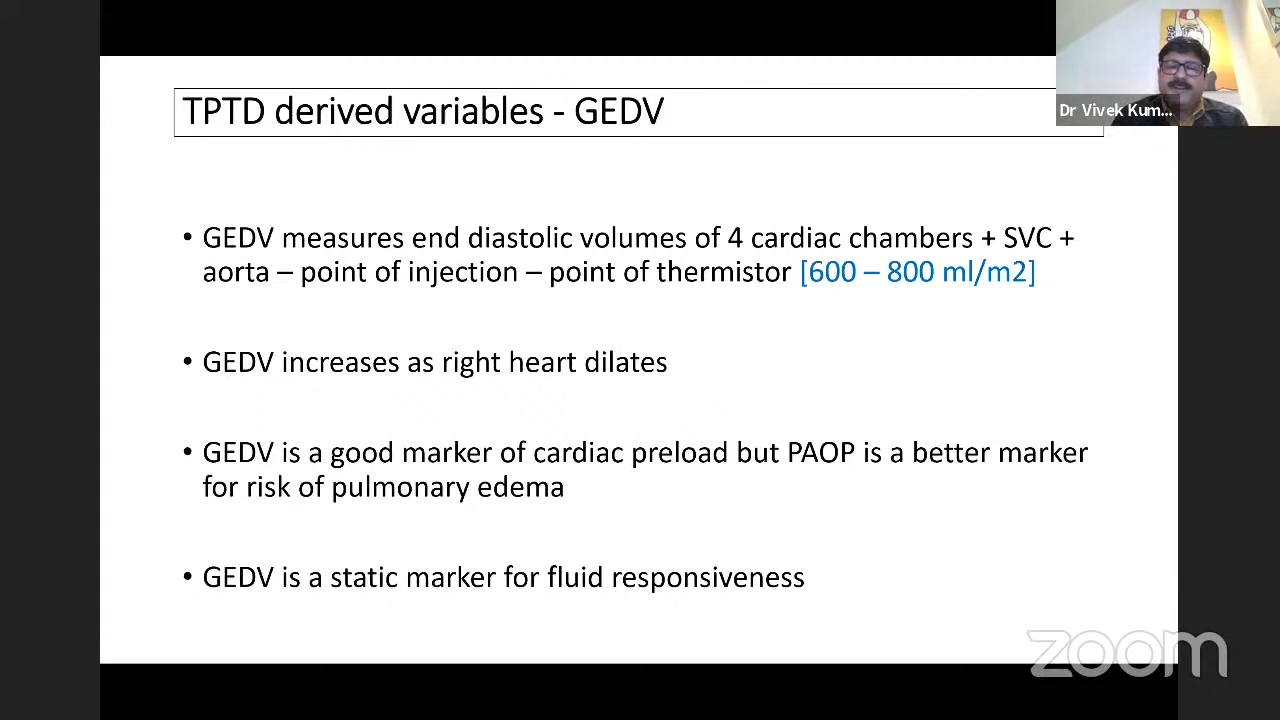 TPTD derived variables - GEDV
Dr Vivek Kum...
• GEDV measures end diastolic volumes of 4 cardiac chambers + SVC +
aorta – point of injection – point of thermistor [600 – 800 ml/m2]
• GEDV increases as right heart dilates
• GEDV is a good marker of cardiac preload but PAOP is a better marker
for risk of pulmonary edema
• GEDV is a static marker for fluid responsiveness
zoom